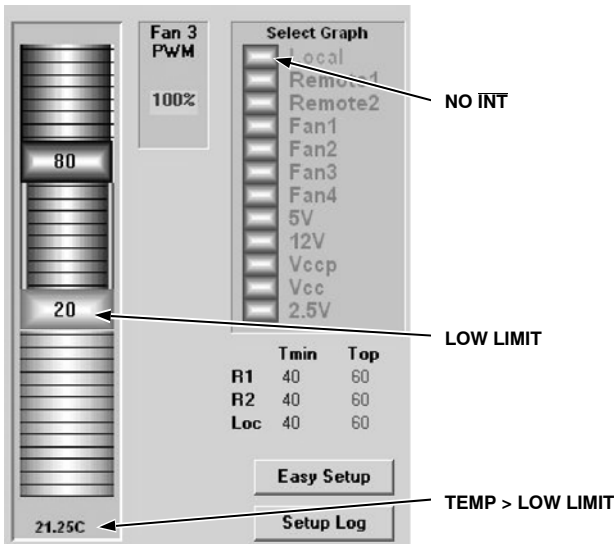 Fan 3
PWM
100%
Select Graph
Local
Remote1
Remote2
Fan1
Fan2
Fan3
Fan4
5V
12V
Vccp
Vcc
2.5V
NO INT
80
20
LOW LIMIT
Tmin Top
R1 40 60
R2 40 60
Loc 40 60
Easy Setup
Setup Log
21.25C
TEMP > LOW LIMIT